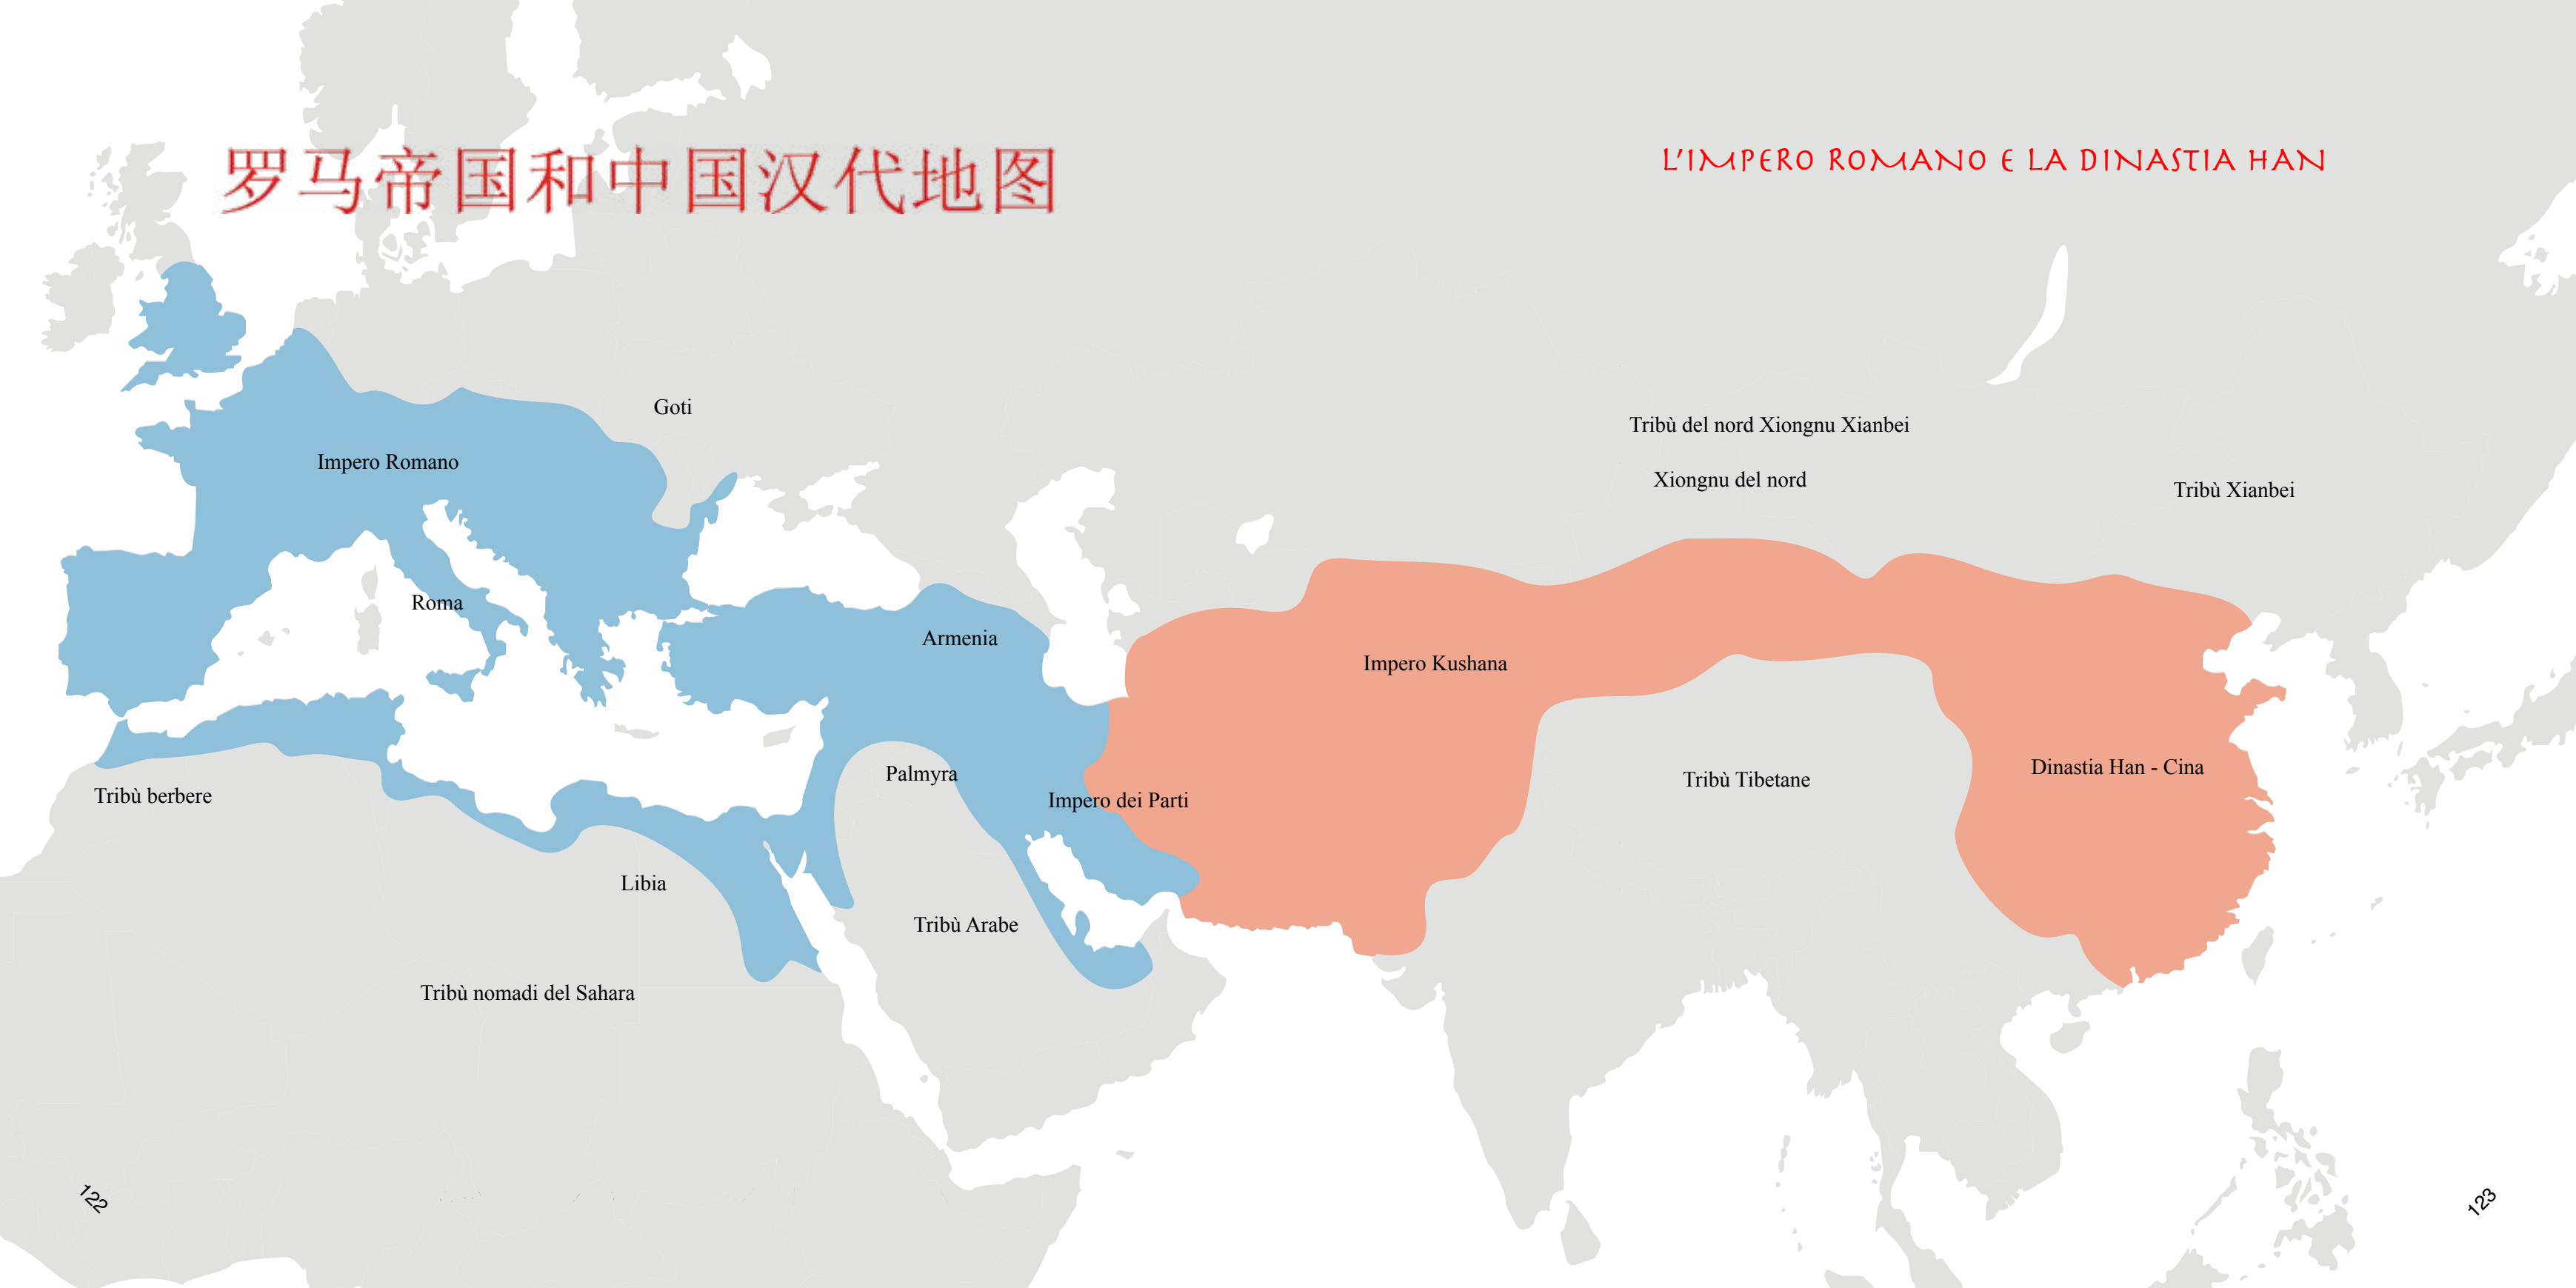 罗马帝国和中国汉代地图
L'IMPERO ROMANO E LA DINASTIA HAN
Goti
Tribù del nord Xiongnu Xianbei
Impero Romano
Xiongnu del nord
Tribù Xianbei
Roma
Armenia
Impero Kushana
Palmyra
Dinastia Han - Cina
Tribù Tibetane
Tribù berbere
Impero dei Parti
Libia
Tribù Arabe
Tribù nomadi del Sahara
122
123